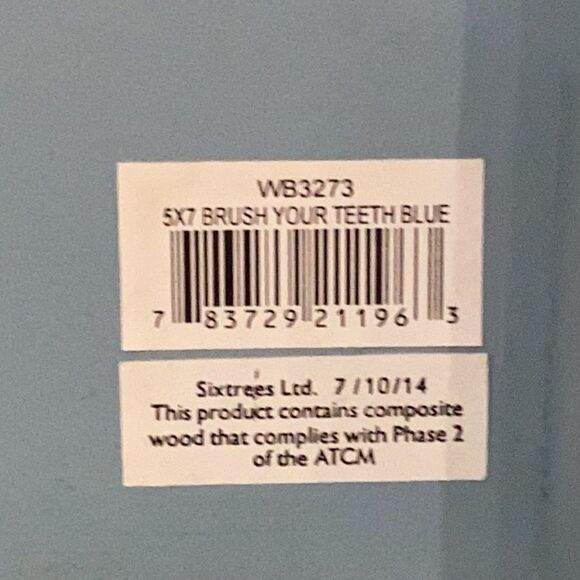 WB3273
5X7 BRUSH YOUR TEETH BLUE
7 83729 21196 3
Sixtrees Ltd. 7/10/14
This product contains composite
wood that complies with Phase 2
of the ATCM